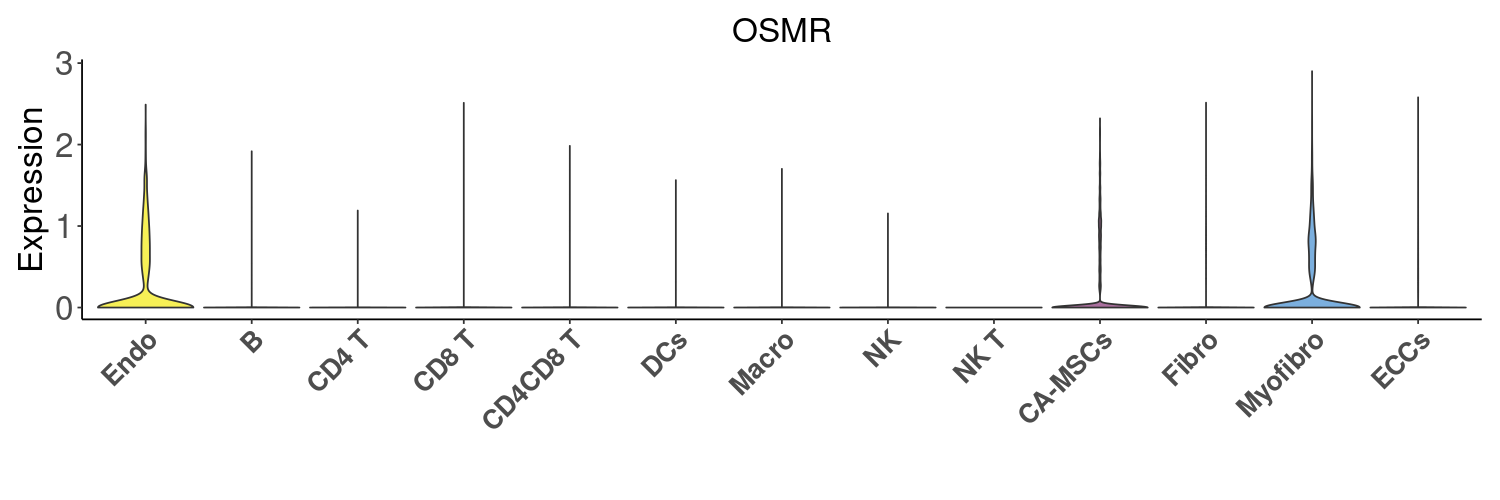 OSMR
Expression
3
2
1
0
Endo
B
CD4 T
CD8 T
CD4CD8 T
DCs
Macro
NK
NK T
CA-MSCs
Fibro
Myofibro
ECCs